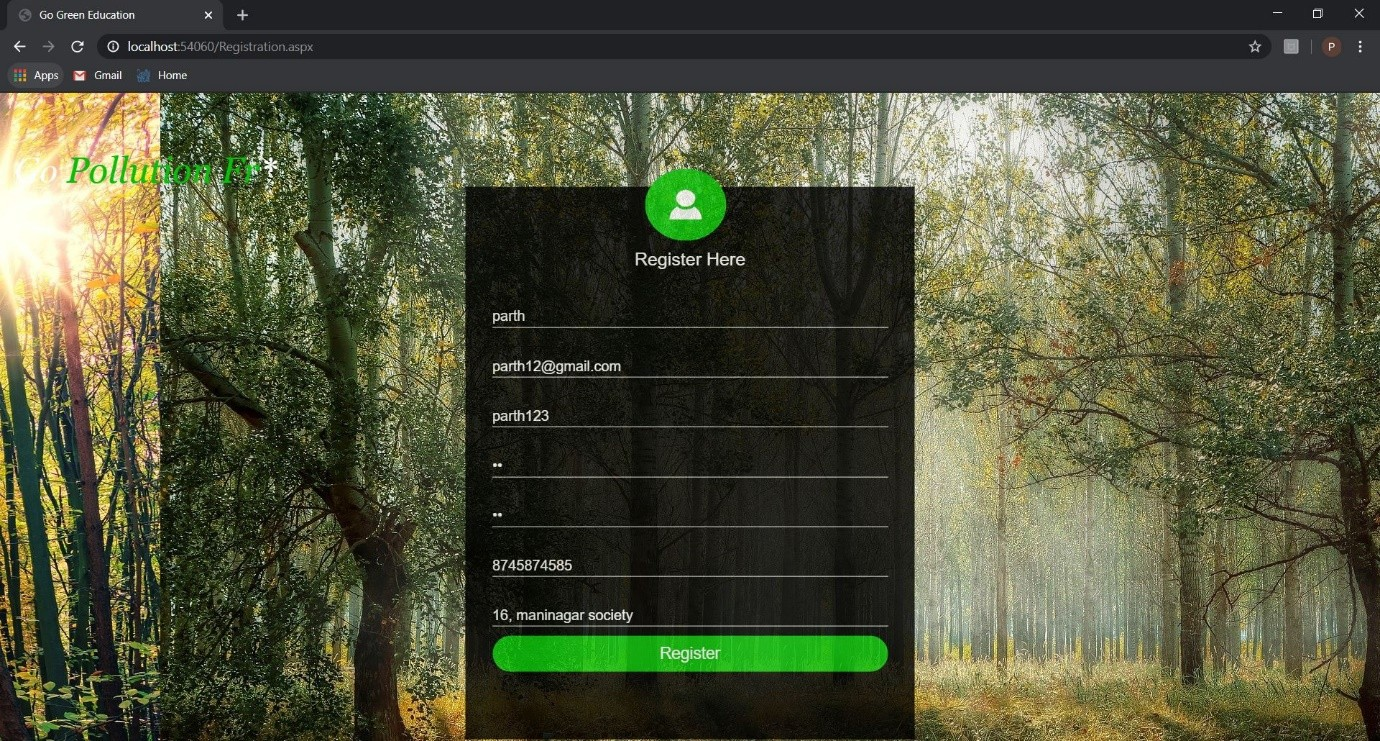 Go Green Education
localhost:54060/Registration.aspx
P
Apps Gmail Home
Go Pollution Fr*
Register Here
parth
parth12@gmail.com
parth123
••
••
8745874585
16, maninagar society
Register